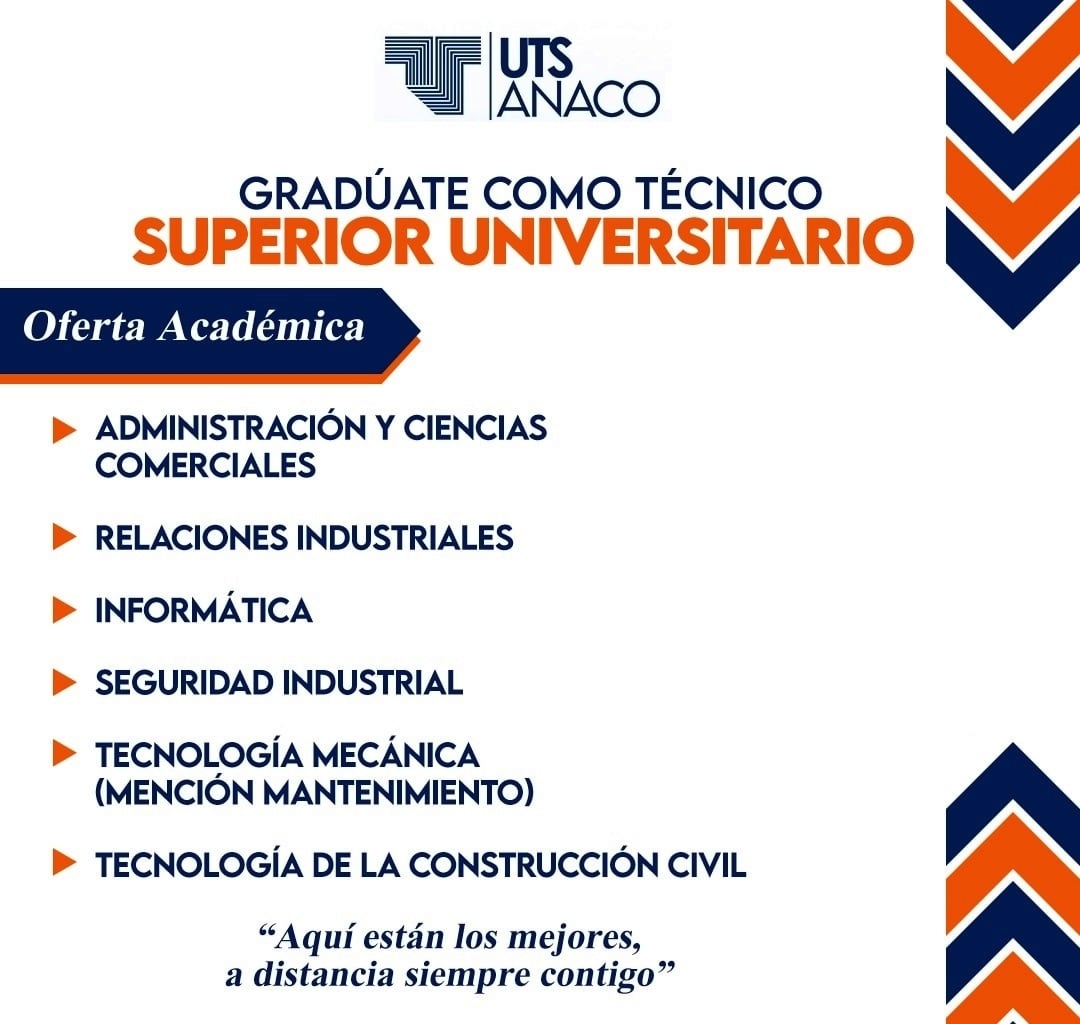 UTS
ANACO
GRADÚATE COMO TÉCNICO
SUPERIOR UNIVERSITARIO
Oferta Académica
ADMINISTRACIÓN Y CIENCIAS
COMERCIALES
RELACIONES INDUSTRIALES
INFORMÁTICA
SEGURIDAD INDUSTRIAL
TECNOLOGÍA MECÁNICA
(MENCIÓN MANTENIMIENTO)
TECNOLOGÍA DE LA CONSTRUCCIÓN CIVIL
“Aquí están los mejores,
a distancia siempre contigo”